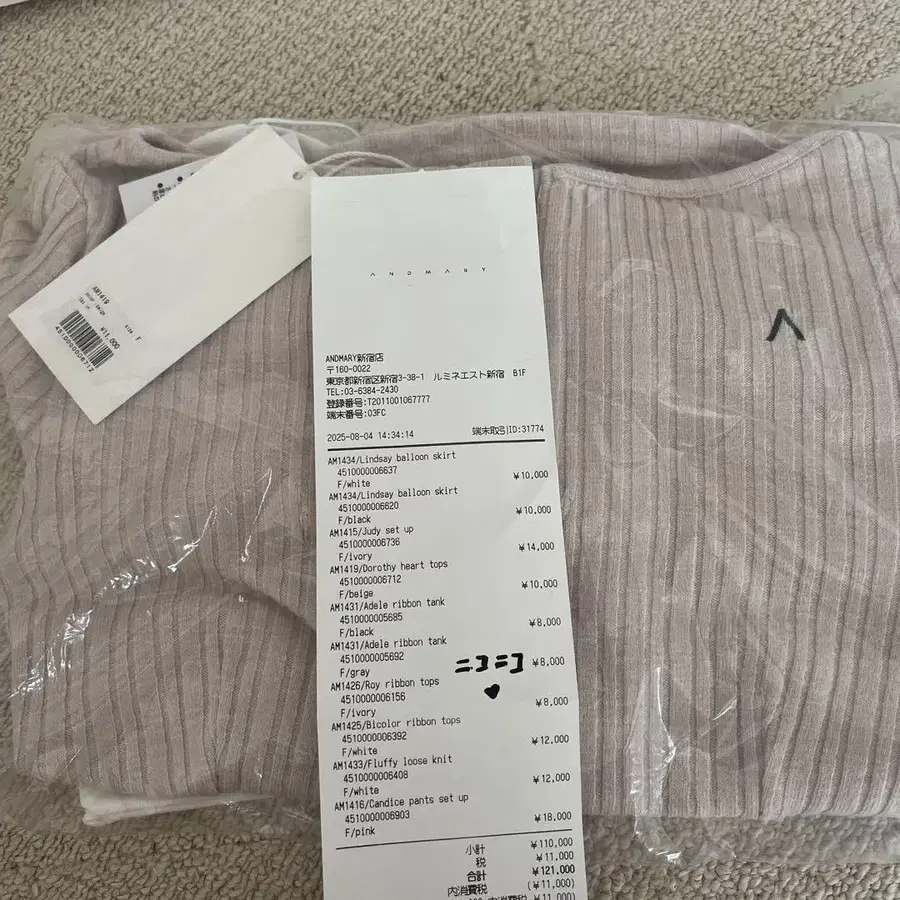 AM1419
SIZE F
¥11,000
4510000006712
ANDMARY
ANDMARY新宿店
〒160-0022
東京都新宿区新宿3-38-1 ルミネエスト新宿 B1F
TEL:03-6384-2430
登録番号:T2011001067777
端末番号:03FC
2025-08-04 14:34:14 端末取引ID:31774
AM1434/Lindsay balloon skirt
4510000006637
F/white ¥10,000
AM1434/Lindsay balloon skirt
4510000006620
F/black ¥10,000
AM1415/Judy set up
4510000006736
F/ivory ¥14,000
AM1419/Dorothy heart tops
4510000006712
F/beige ¥10,000
AM1431/Adele ribbon tank
4510000005685
F/black ¥8,000
AM1431/Adele ribbon tank
4510000005692
F/gray ニコニコ ¥8,000
AM1426/Roy ribbon tops
4510000006156
F/ivory ¥8,000
AM1425/Bicolor ribbon tops
4510000006392
F/white ¥12,000
AM1433/Fluffy loose knit
4510000006408
F/white ¥12,000
AM1416/Candice pants set up
4510000006903
F/pink ¥18,000
小計 ¥110,000
税 ¥11,000
合計 ¥121,000
内消費税 (¥11,000)